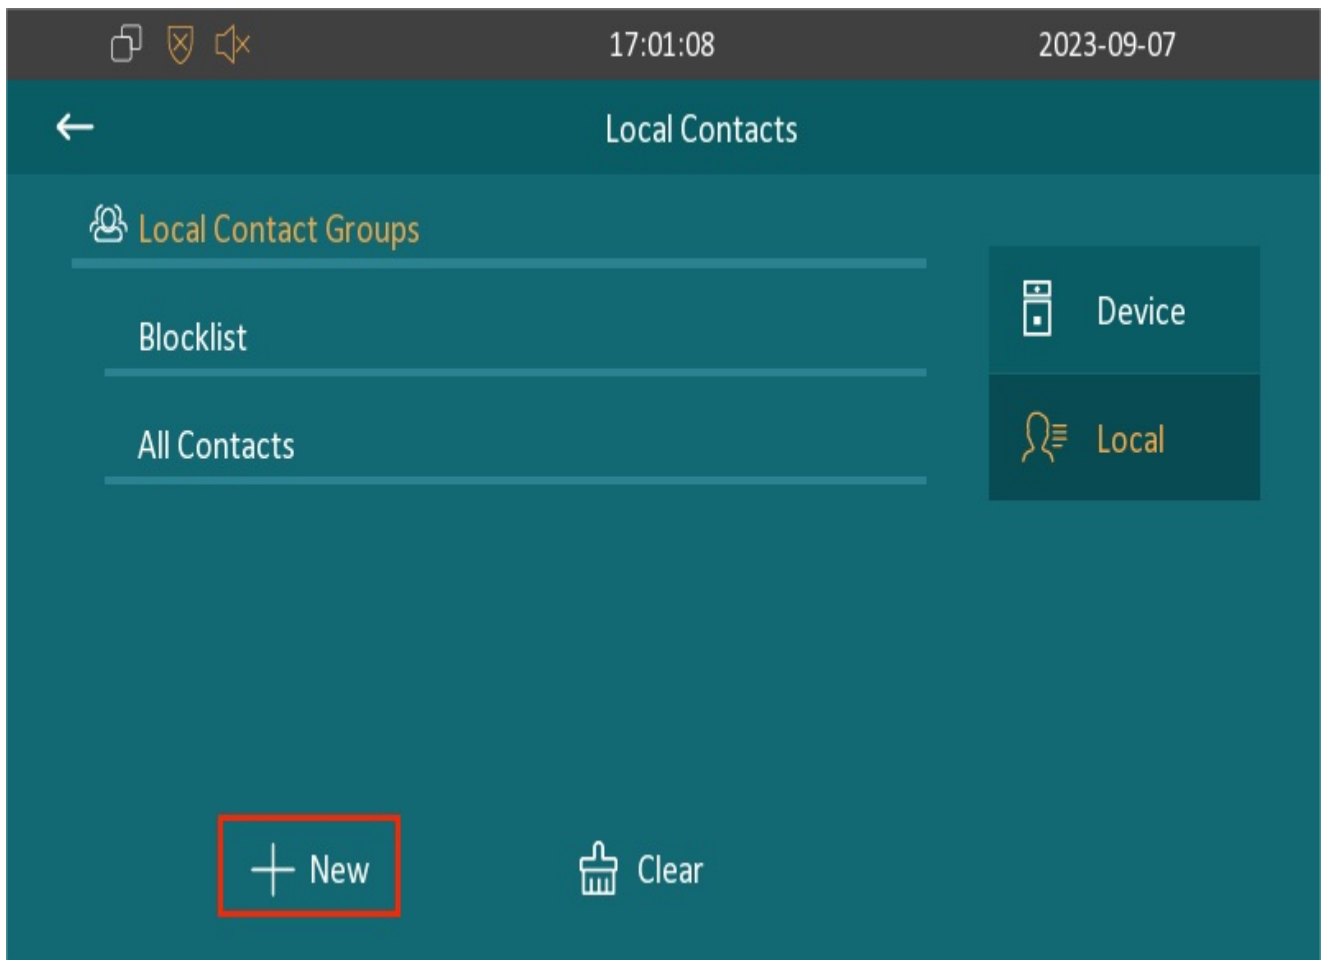 17:01:08 2023-09-07
Local Contacts
Local Contact Groups
Blocklist
All Contacts
Device
Local
New
Clear